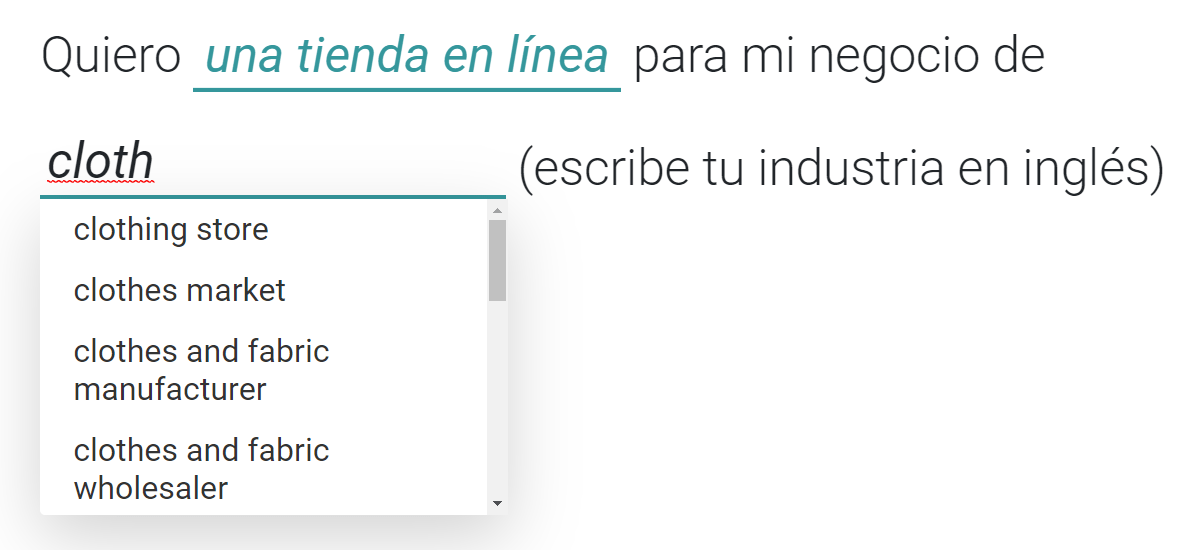 Quiero una tienda en línea para mi negocio de
cloth (escribe tu industria en inglés)
clothing store
clothes market
clothes and fabric
manufacturer
clothes and fabric
wholesaler